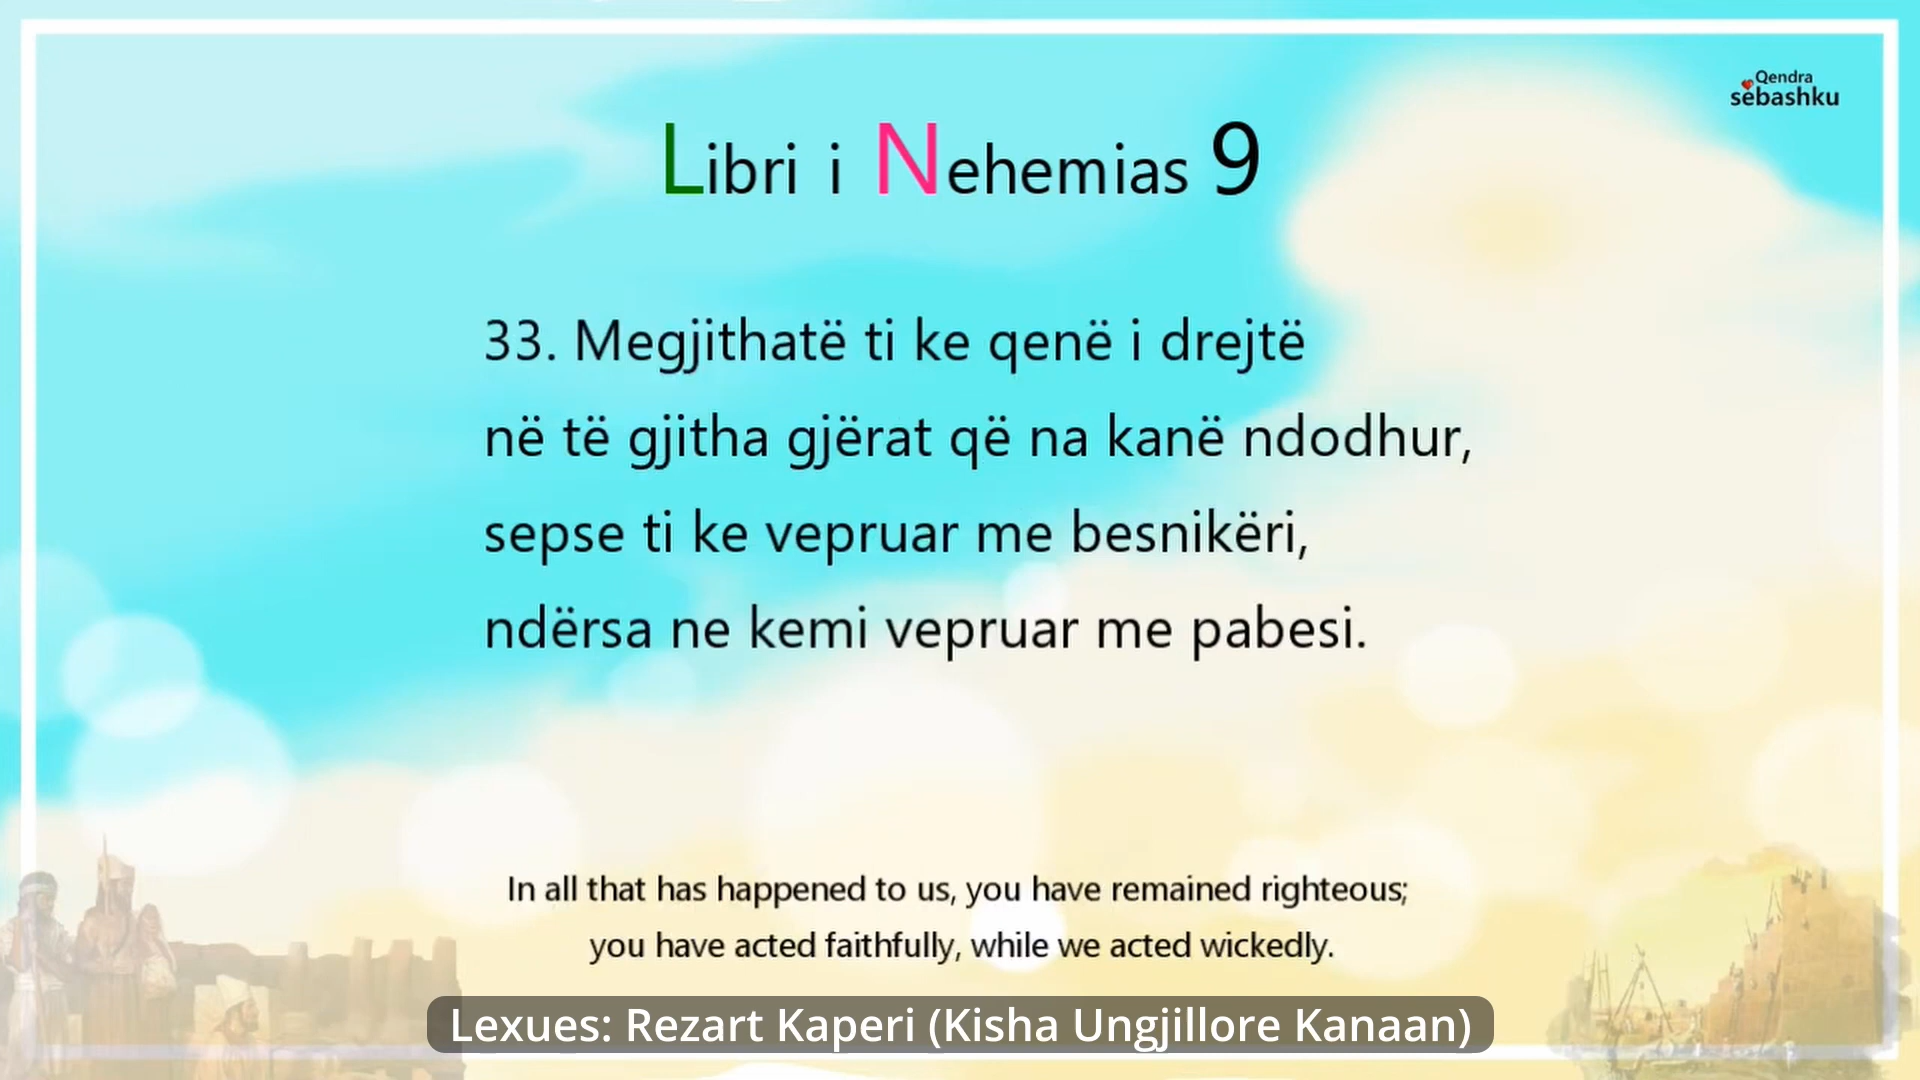 Qendra
sëbashku
Libri i Nehemias 9
33. Megjithatë ti ke qenë i drejtë
në të gjitha gjërat që na kanë ndodhur,
sepse ti ke vepruar me besnikëri,
ndërsa ne kemi vepruar me pabesi.
In all that has happened to us, you have remained righteous;
you have acted faithfully, while we acted wickedly.
Lexues: Rezart Kaperi (Kisha Ungjillore Kanaan)